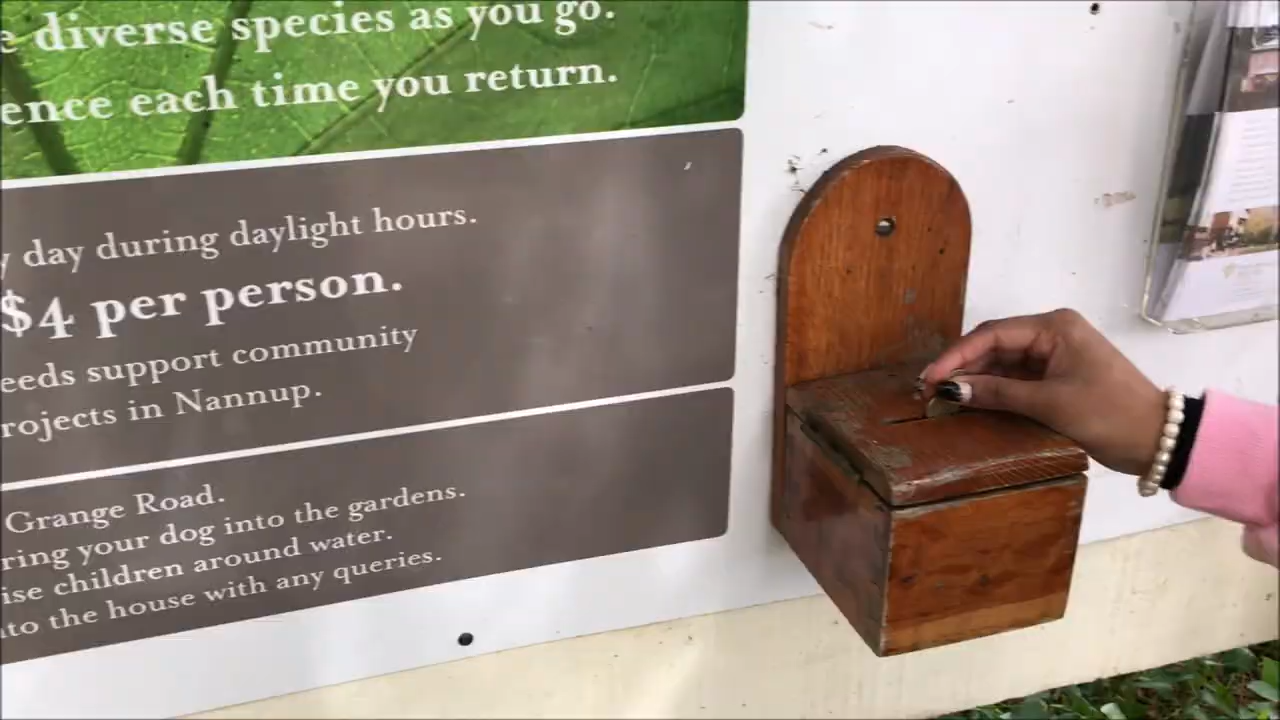 e diverse species as you go.
ence each time you return.
y day during daylight hours.
$4 per person.
eeds support community
rojects in Nannup.
Grange Road.
ring your dog into the gardens.
ise children around water.
to the house with any queries.